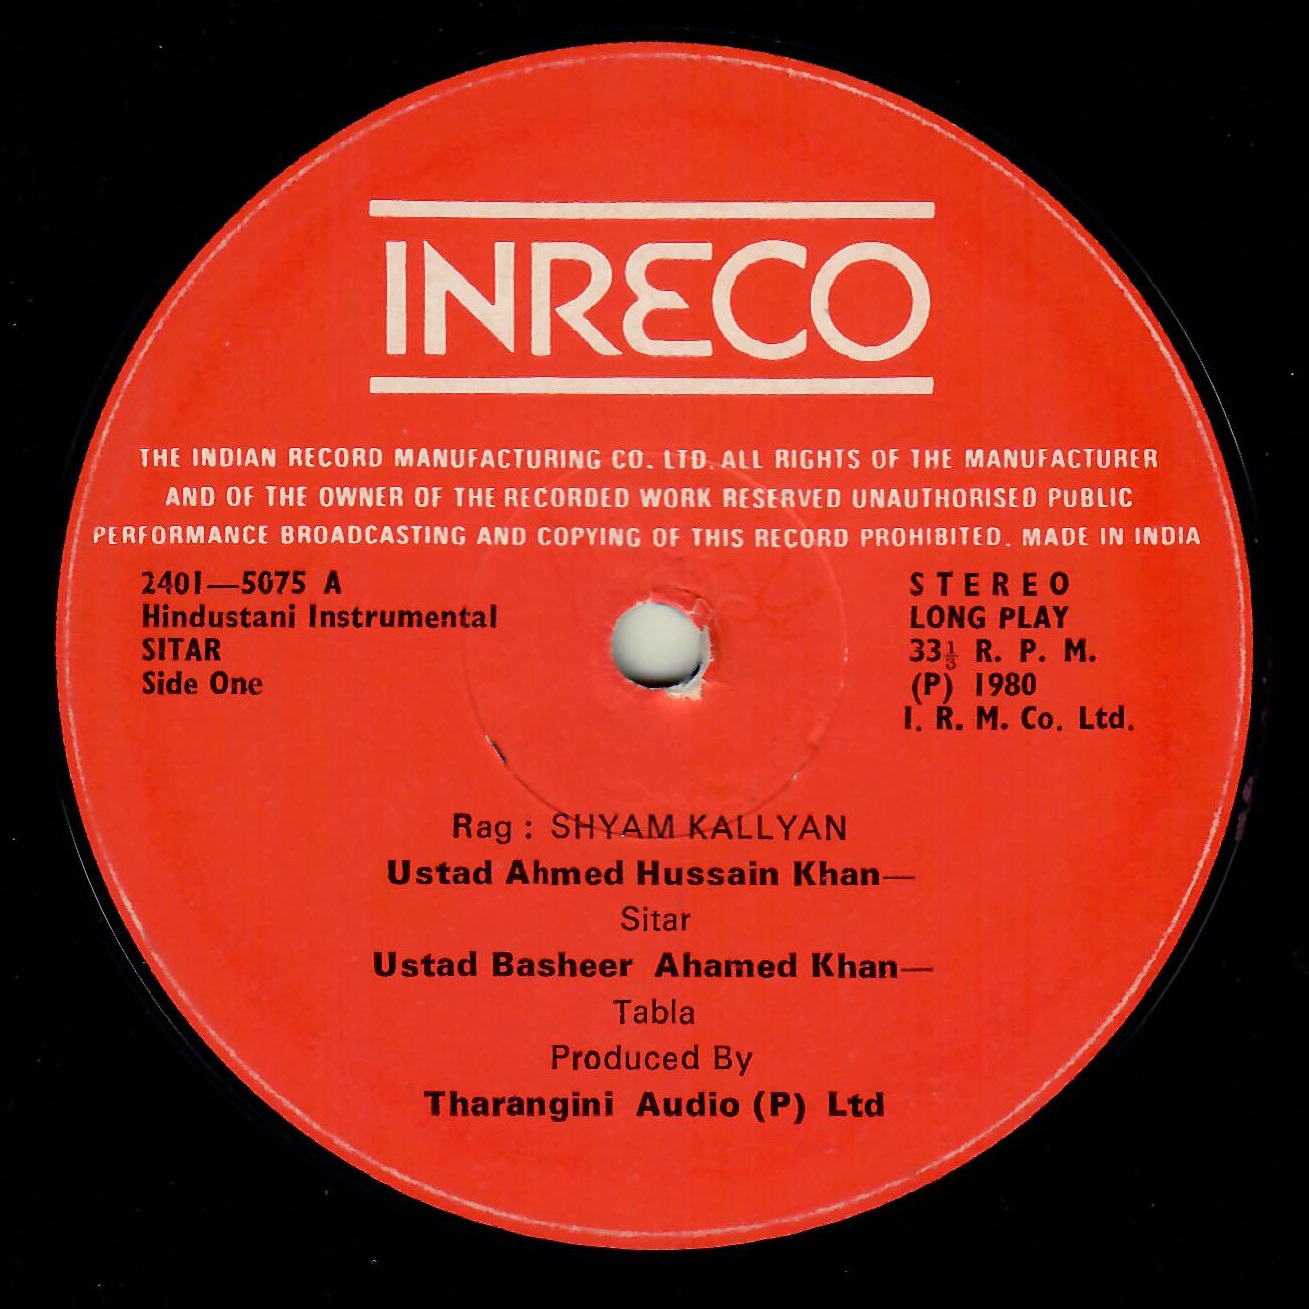 INRECO
THE INDIAN RECORD MANUFACTURING CO. LTD. ALL RIGHTS OF THE MANUFACTURER
AND OF THE OWNER OF THE RECORDED WORK RESERVED UNAUTHORISED PUBLIC
PERFORMANCE BROADCASTING AND COPYING OF THIS RECORD PROHIBITED. MADE IN INDIA
2401—5075 A
Hindustani Instrumental
SITAR
Side One
STEREO
LONG PLAY
33⅓ R. P. M.
(P) 1980
I. R. M. Co. Ltd.
Rag : SHYAM KALLYAN
Ustad Ahmed Hussain Khan—
Sitar
Ustad Basheer Ahamed Khan—
Tabla
Produced By
Tharangini Audio (P) Ltd